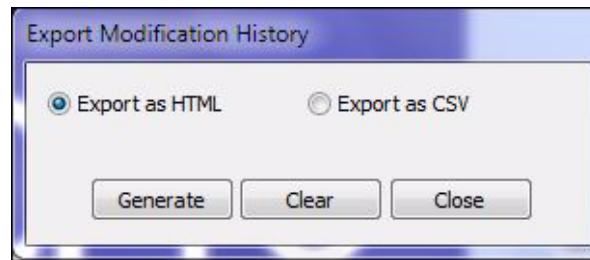 Export Modification History
Export as HTML Export as CSV
Generate Clear Close